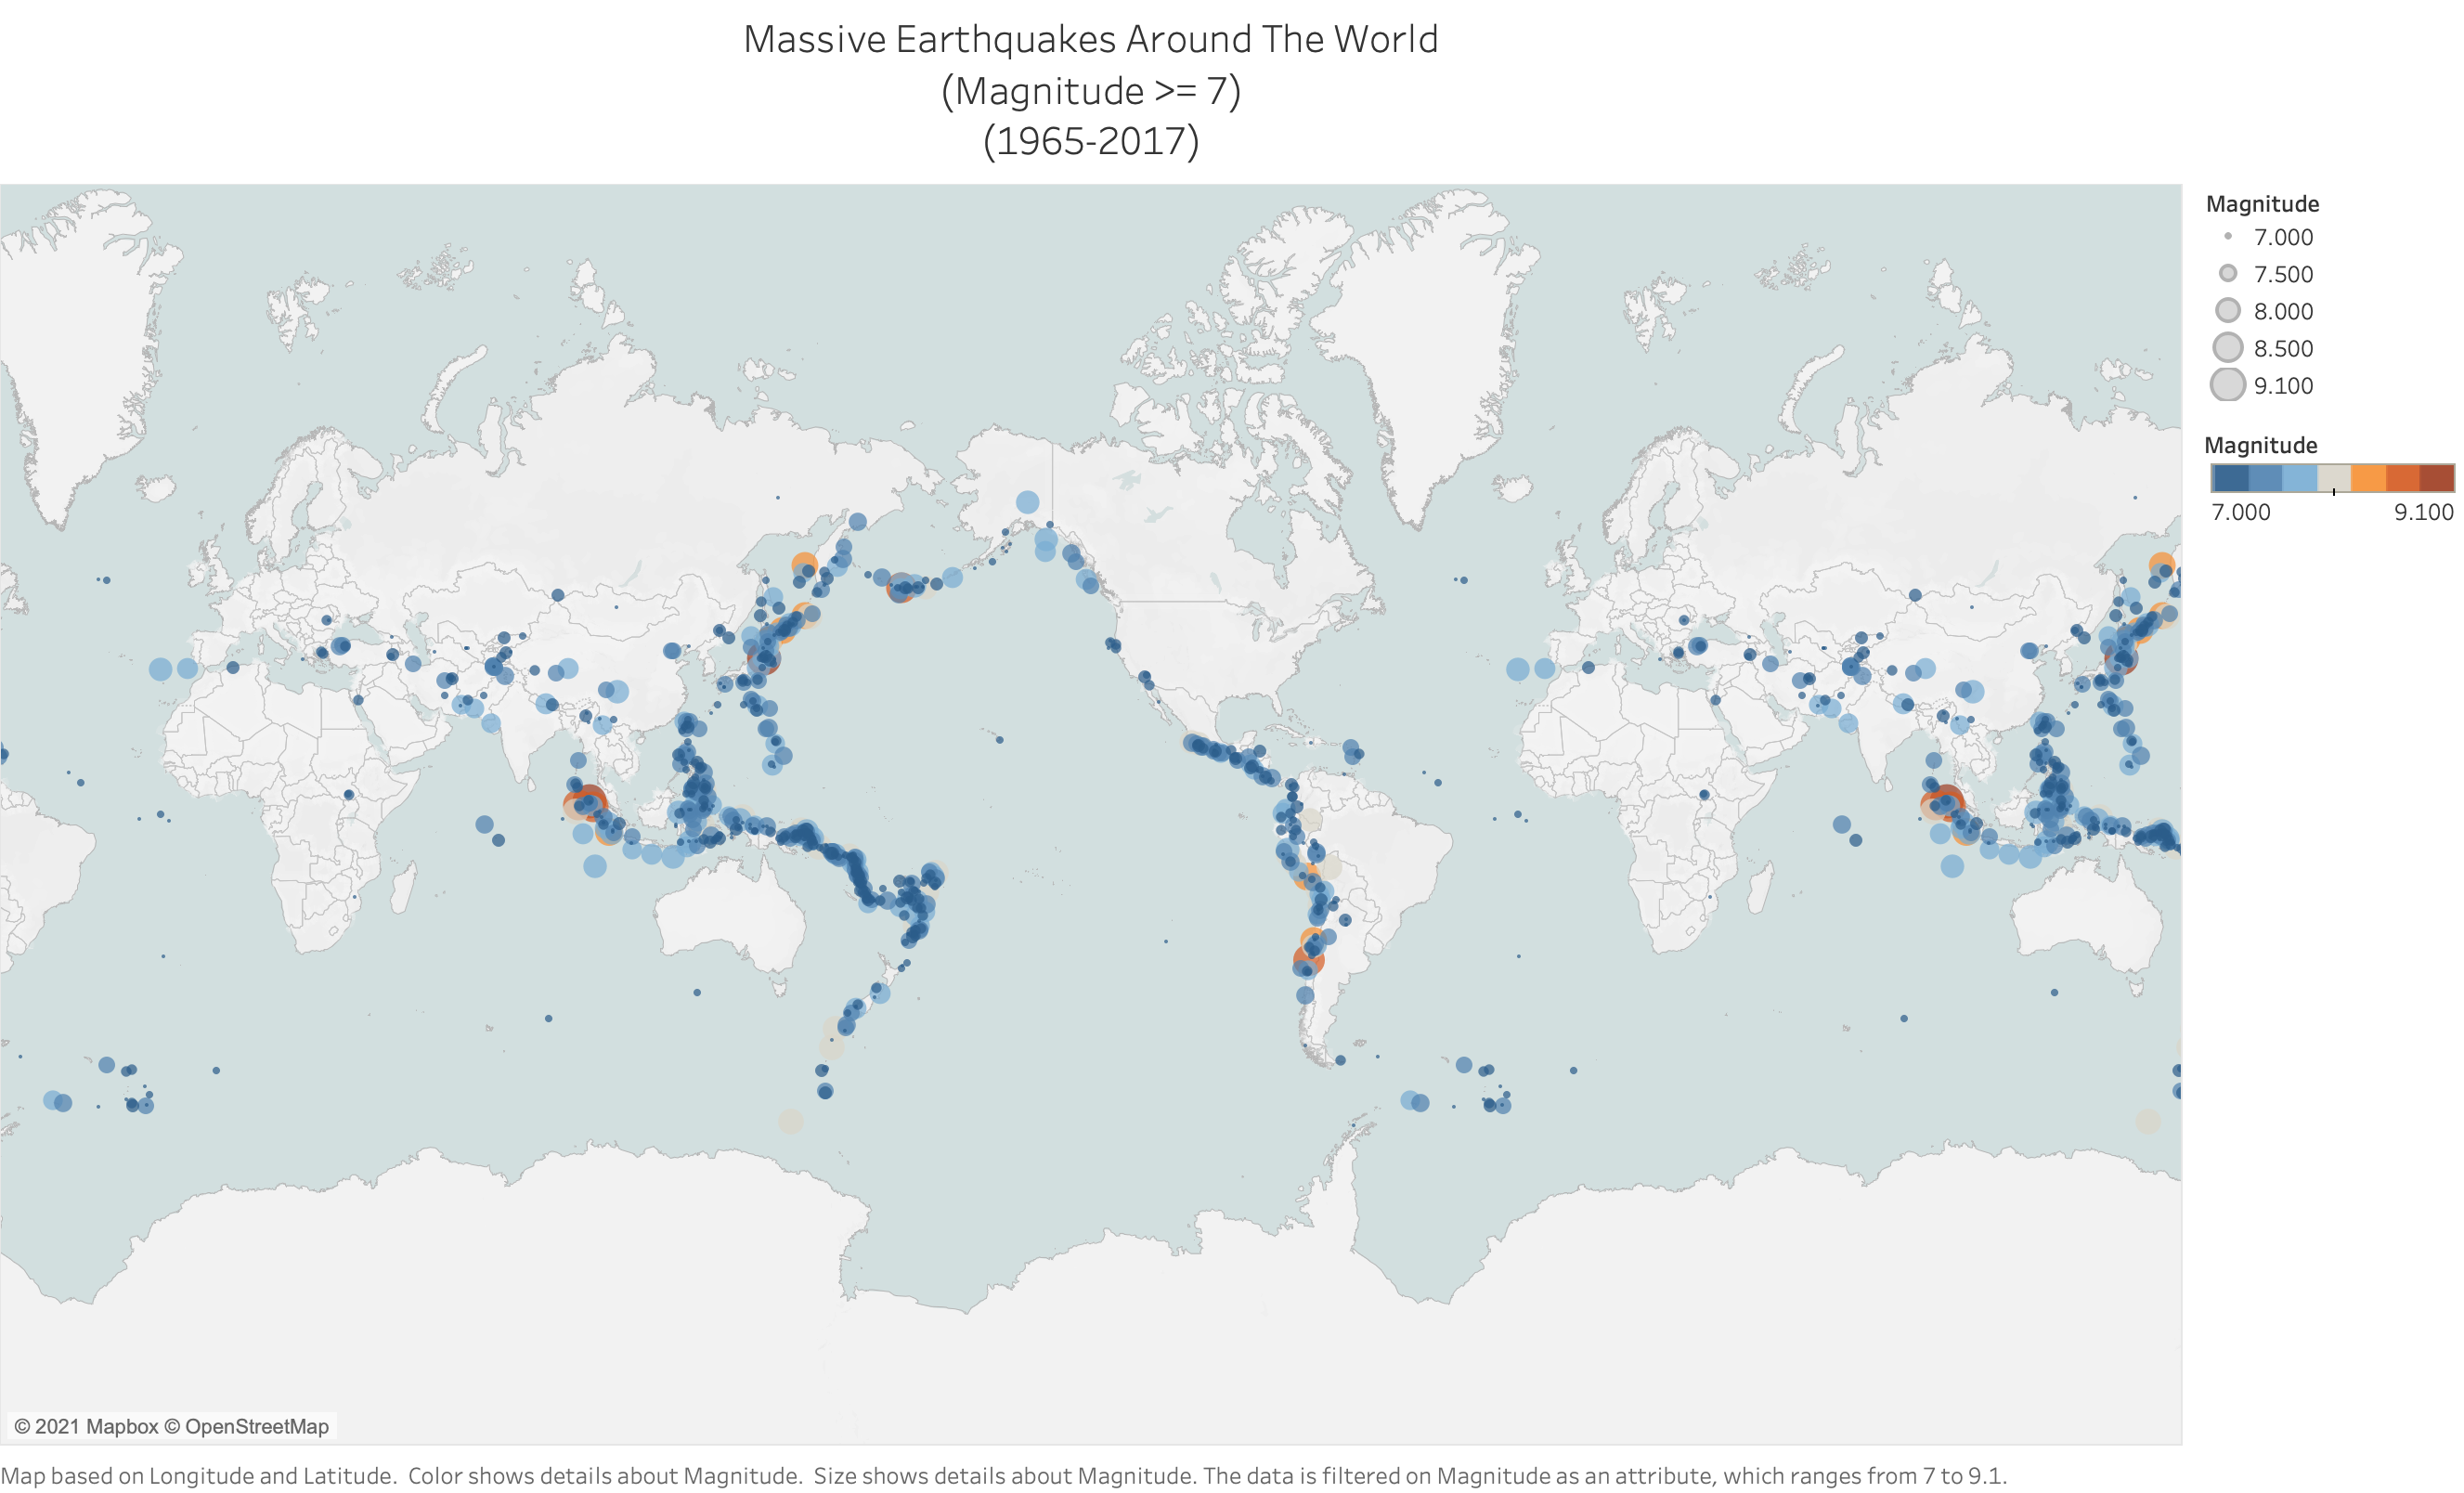 Massive Earthquakes Around The World
(Magnitude >= 7)
(1965-2017)
Magnitude
7.000
7.500
8.000
8.500
9.100
Magnitude
7.000 9.100
© 2021 Mapbox © OpenStreetMap
Map based on Longitude and Latitude. Color shows details about Magnitude. Size shows details about Magnitude. The data is filtered on Magnitude as an attribute, which ranges from 7 to 9.1.